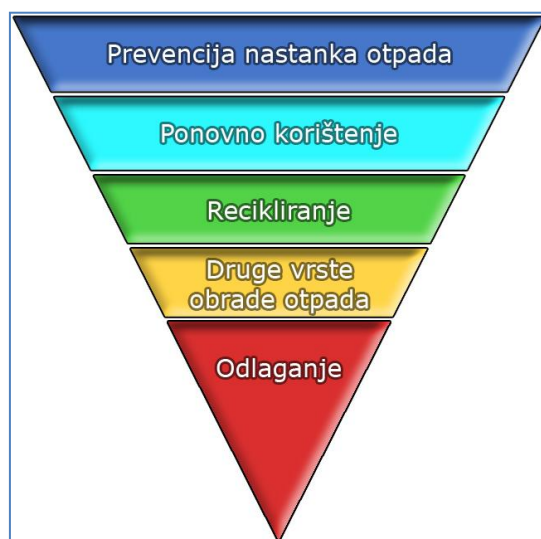 Prevencija nastanka otpada
Ponovno korištenje
Recikliranje
Druge vrste
obrade otpada
Odlaganje